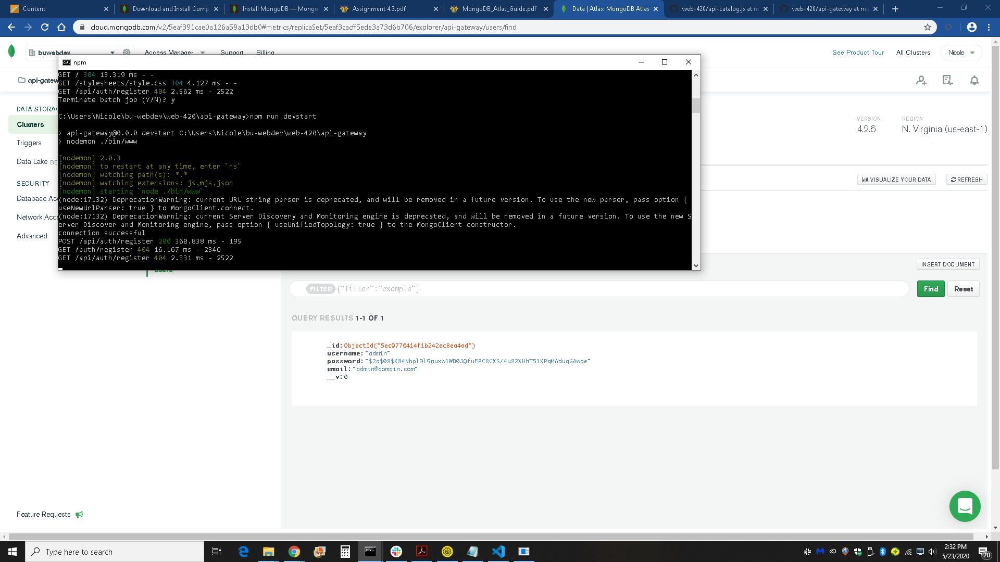 Content
Download and Install Comp
Install MongoDB — Mongo
Assignment 4.3.pdf
MongoDB_Atlas_Guide.pdf
Data | Atlas: MongoDB Atlas
web-420/api-catalog.js at m
web-420/api-gateway at ma
cloud.mongodb.com/v2/5eaf391cae0a126a59a13db0#metrics/replicaSet/5eaf3cacff5ede3a73d6b706/explorer/api-gateway/users/find
buwebdev
Access Manager
Support
Billing
See Product Tour
All Clusters
Nicole
npm
GET / 304 13.319 ms - -
GET /stylesheets/style.css 304 4.127 ms - -
GET /api/auth/register 404 2.562 ms - 2522
Terminate batch job (Y/N)? y
C:\Users\Nicole\bu-webdev\web-420\api-gateway>npm run devstart
> api-gateway@0.0.0 devstart C:\Users\Nicole\bu-webdev\web-420\api-gateway
> nodemon ./bin/www
[nodemon] 2.0.3
[nodemon] to restart at any time, enter `rs`
[nodemon] watching path(s): *.*
[nodemon] watching extensions: js,mjs,json
[nodemon] starting `node ./bin/www`
(node:17132) DeprecationWarning: current URL string parser is deprecated, and will be removed in a future version. To use the new parser, pass option {
useNewUrlParser: true } to MongoClient.connect.
(node:17132) DeprecationWarning: current Server Discovery and Monitoring engine is deprecated, and will be removed in a future version. To use the new S
erver Discover and Monitoring engine, pass option { useUnifiedTopology: true } to the MongoClient constructor.
connection successful
POST /api/auth/register 200 360.838 ms - 195
GET /auth/register 404 16.167 ms - 2346
GET /api/auth/register 404 2.331 ms - 2522
api-gatew
DATA STORAG
Clusters
Triggers
Data Lake BE
SECURITY
Database Acc
Network Acce
Advanced
VERSION
4.2.6
REGION
N. Virginia (us-east-1)
VISUALIZE YOUR DATA
REFRESH
users
INSERT DOCUMENT
FILTER {"filter":"example"}
Find
Reset
QUERY RESULTS 1-1 OF 1
_id: ObjectId("5ec9776414f1b242ec8ea4ad")
username: "admin"
password: "$2a$08$K84Nbpl9l9nuxw1WD0JQfuFPC8CXS/4u82XUhT51KPqMWduqGAwae"
email: "admin@domain.com"
__v: 0
Feature Requests
Type here to search
2:32 PM
5/23/2020
20